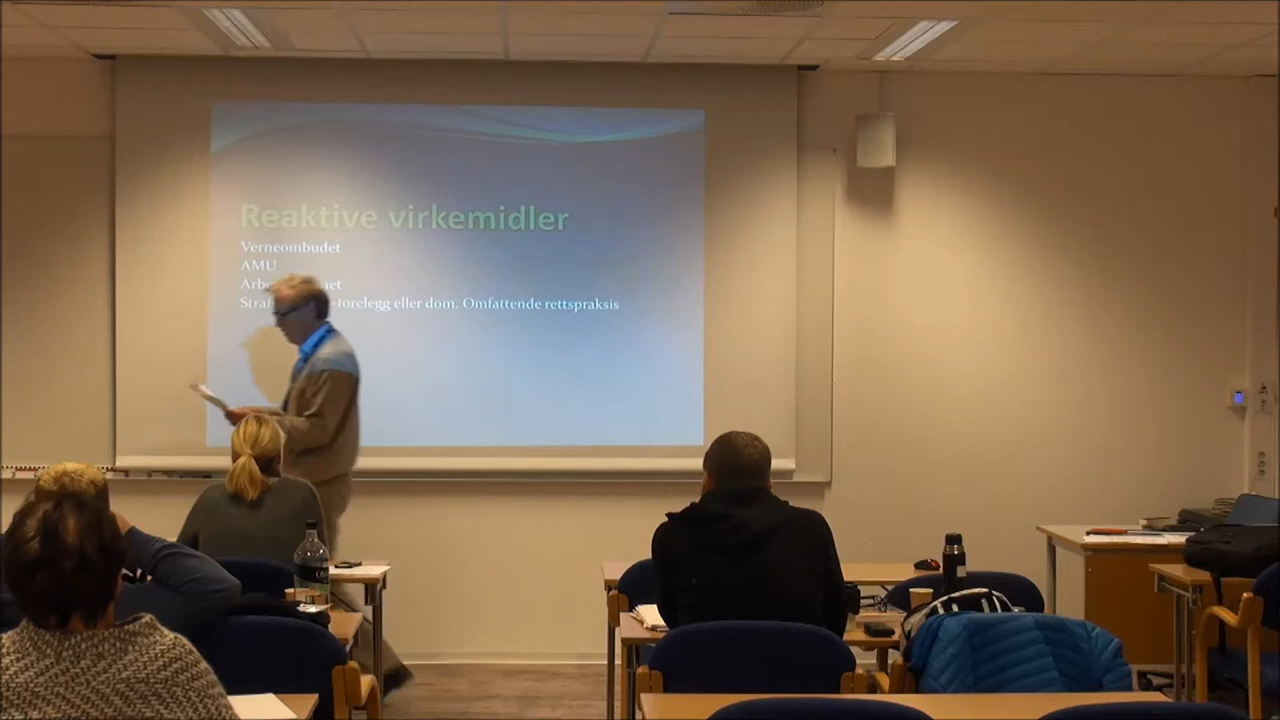 Reaktive virkemidler
Verneombudet
AMU
forelegg eller dom. Omfattende rettspraksis